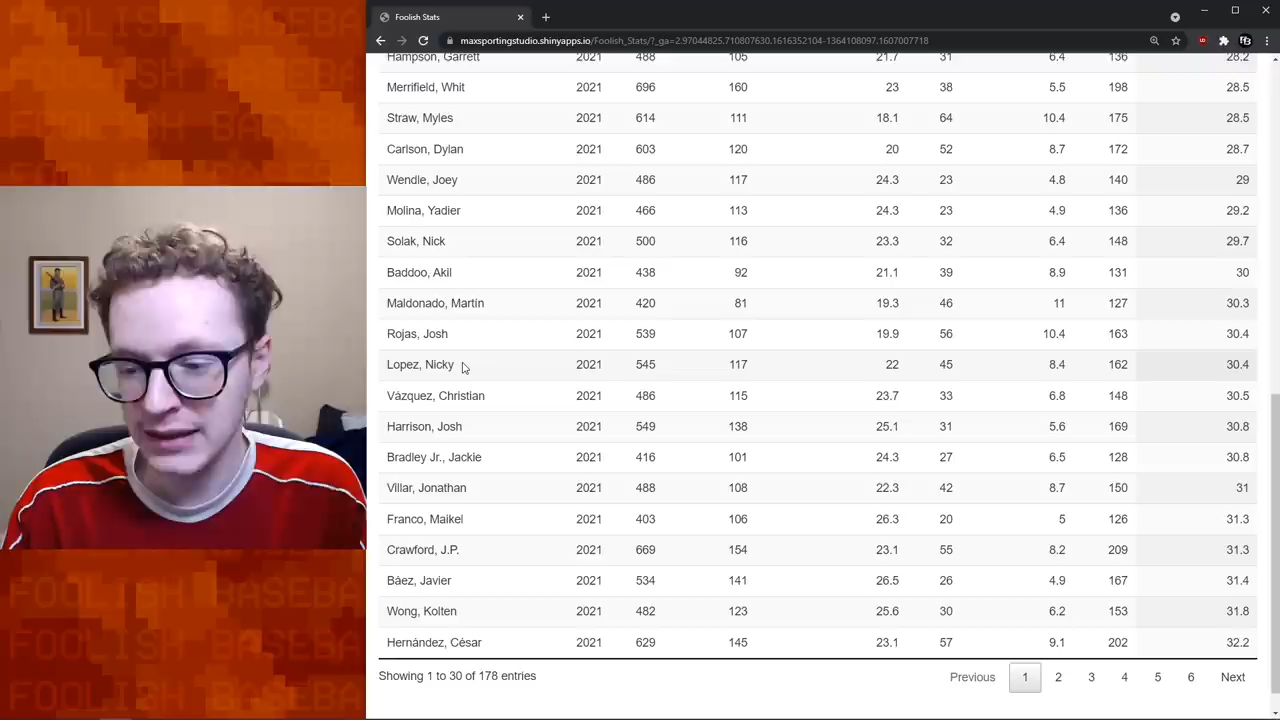 Foolish Stats
maxsportingstudio.shinyapps.io/Foolish_Stats/?_ga=2.97044825.710807630.1616352104-1364108097.1607007718
Hampson, Garrett 2021 488 105 21.7 31 6.4 136 28.2
Merrifield, Whit 2021 696 160 23 38 5.5 198 28.5
Straw, Myles 2021 614 111 18.1 64 10.4 175 28.5
Carlson, Dylan 2021 603 120 20 52 8.7 172 28.7
Wendle, Joey 2021 486 117 24.3 23 4.8 140 29
Molina, Yadier 2021 466 113 24.3 23 4.9 136 29.2
Solak, Nick 2021 500 116 23.3 32 6.4 148 29.7
Baddoo, Akil 2021 438 92 21.1 39 8.9 131 30
Maldonado, Martín 2021 420 81 19.3 46 11 127 30.3
Rojas, Josh 2021 539 107 19.9 56 10.4 163 30.4
Lopez, Nicky 2021 545 117 22 45 8.4 162 30.4
Vázquez, Christian 2021 486 115 23.7 33 6.8 148 30.5
Harrison, Josh 2021 549 138 25.1 31 5.6 169 30.8
Bradley Jr., Jackie 2021 416 101 24.3 27 6.5 128 30.8
Villar, Jonathan 2021 488 108 22.3 42 8.7 150 31
Franco, Maikel 2021 403 106 26.3 20 5 126 31.3
Crawford, J.P. 2021 669 154 23.1 55 8.2 209 31.3
Báez, Javier 2021 534 141 26.5 26 4.9 167 31.4
Wong, Kolten 2021 482 123 25.6 30 6.2 153 31.8
Hernández, César 2021 629 145 23.1 57 9.1 202 32.2
Showing 1 to 30 of 178 entries
Previous 1 2 3 4 5 6 Next
FOOLISH BASEBA
FOOLISH BASEBA
FOOLISH BASEBA
FOOLISH BASEBA
FOOLISH BASEBA
FOOLISH BASEBA